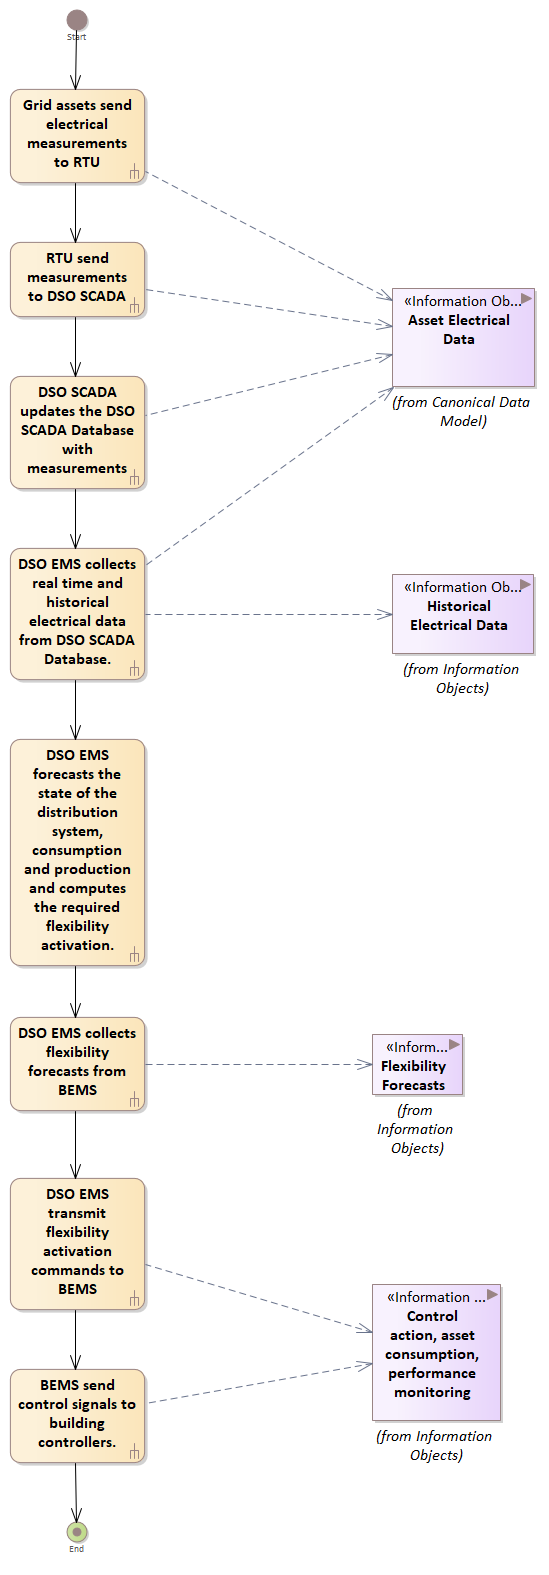 Start
Grid assets send
electrical
measurements
to RTU
RTU send
measurements
to DSO SCADA
«Information Ob...
Asset Electrical
Data
(from Canonical Data
Model)
DSO SCADA
updates the DSO
SCADA Database
with
measurements
DSO EMS collects
real time and
historical
electrical data
from DSO SCADA
Database.
«Information Ob...
Historical
Electrical Data
(from Information
Objects)
DSO EMS
forecasts the
state of the
distribution
system,
consumption
and production
and computes
the required
flexibility
activation.
DSO EMS collects
flexibility
forecasts from
BEMS
«Inform...
Flexibility
Forecasts
(from
Information
Objects)
DSO EMS
transmit
flexibility
activation
commands to
BEMS
«Information ...
Control
action, asset
consumption,
performance
monitoring
(from Information
Objects)
BEMS send
control signals to
building
controllers.
End